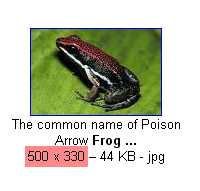 The common name of Poison
Arrow Frog ...
500 x 330 – 44 KB - jpg